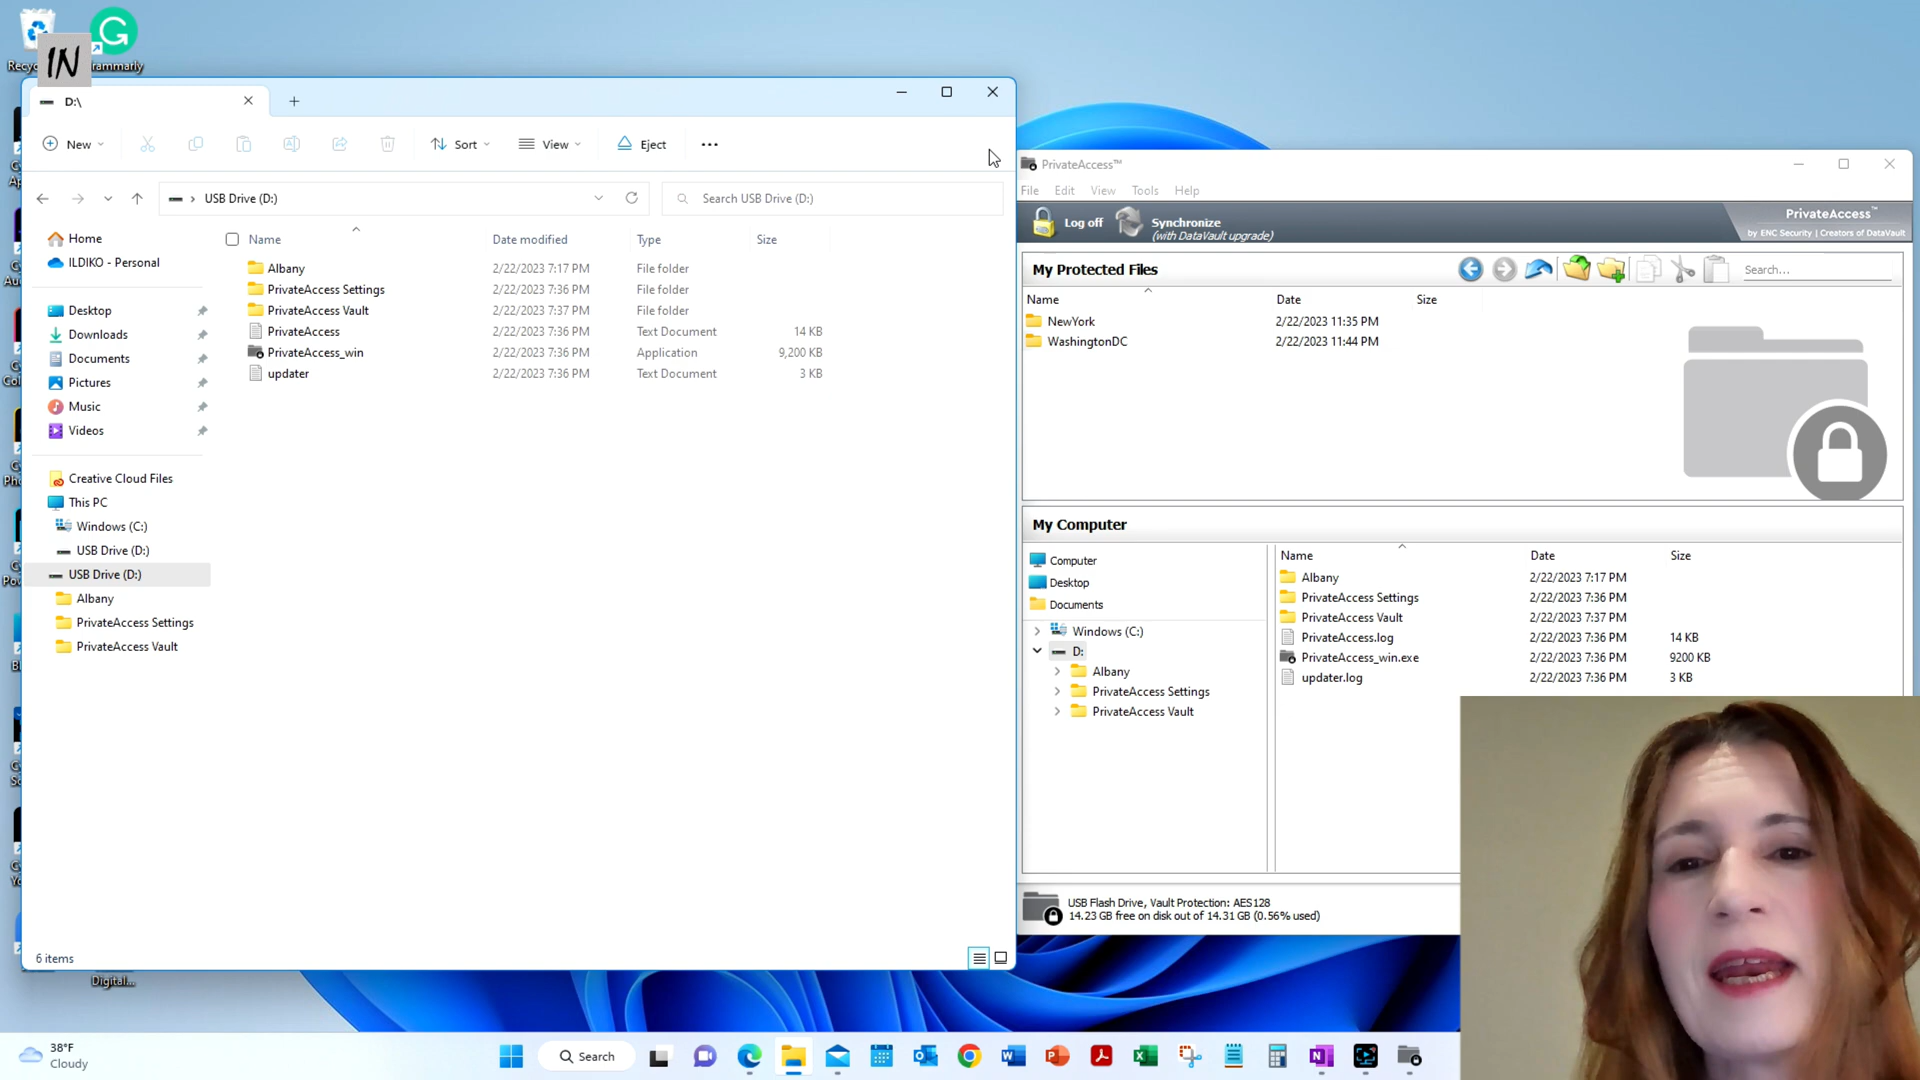 Recyc
IN
rammarly
D:\
New
Sort
View
Eject
USB Drive (D:)
Search USB Drive (D:)
Home
ILDIKO - Personal
Desktop
Downloads
Documents
Pictures
Music
Videos
Creative Cloud Files
This PC
Windows (C:)
USB Drive (D:)
USB Drive (D:)
Albany
PrivateAccess Settings
PrivateAccess Vault
Name Date modified Type Size
Albany 2/22/2023 7:17 PM File folder
PrivateAccess Settings 2/22/2023 7:36 PM File folder
PrivateAccess Vault 2/22/2023 7:37 PM File folder
PrivateAccess 2/22/2023 7:36 PM Text Document 14 KB
PrivateAccess_win 2/22/2023 7:36 PM Application 9,200 KB
updater 2/22/2023 7:36 PM Text Document 3 KB
6 items
Digital...
PrivateAccess™
File Edit View Tools Help
Log off
Synchronize
(with DataVault upgrade)
PrivateAccess™
by ENC Security | Creators of DataVault
My Protected Files
Search...
Name Date Size
NewYork 2/22/2023 11:35 PM
WashingtonDC 2/22/2023 11:44 PM
My Computer
Computer
Desktop
Documents
Windows (C:)
D:
Albany
PrivateAccess Settings
PrivateAccess Vault
Name Date Size
Albany 2/22/2023 7:17 PM
PrivateAccess Settings 2/22/2023 7:36 PM
PrivateAccess Vault 2/22/2023 7:37 PM
PrivateAccess.log 2/22/2023 7:36 PM 14 KB
PrivateAccess_win.exe 2/22/2023 7:36 PM 9200 KB
updater.log 2/22/2023 7:36 PM 3 KB
USB Flash Drive, Vault Protection: AES128
14.23 GB free on disk out of 14.31 GB (0.56% used)
38°F
Cloudy
Search